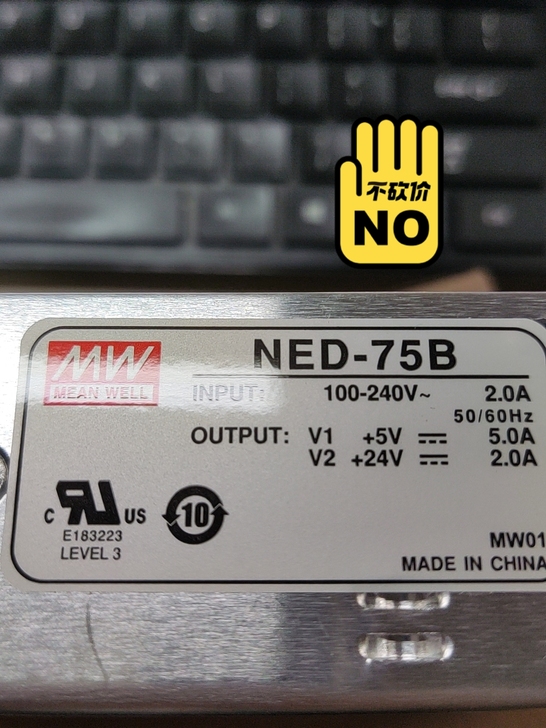 不砍价
NO
MW
MEAN WELL
NED-75B
INPUT: 100-240V~ 2.0A
50/60Hz
OUTPUT: V1 +5V ⎓ 5.0A
V2 +24V ⎓ 2.0A
C RU US
E183223
LEVEL 3
10
MW01
MADE IN CHINA